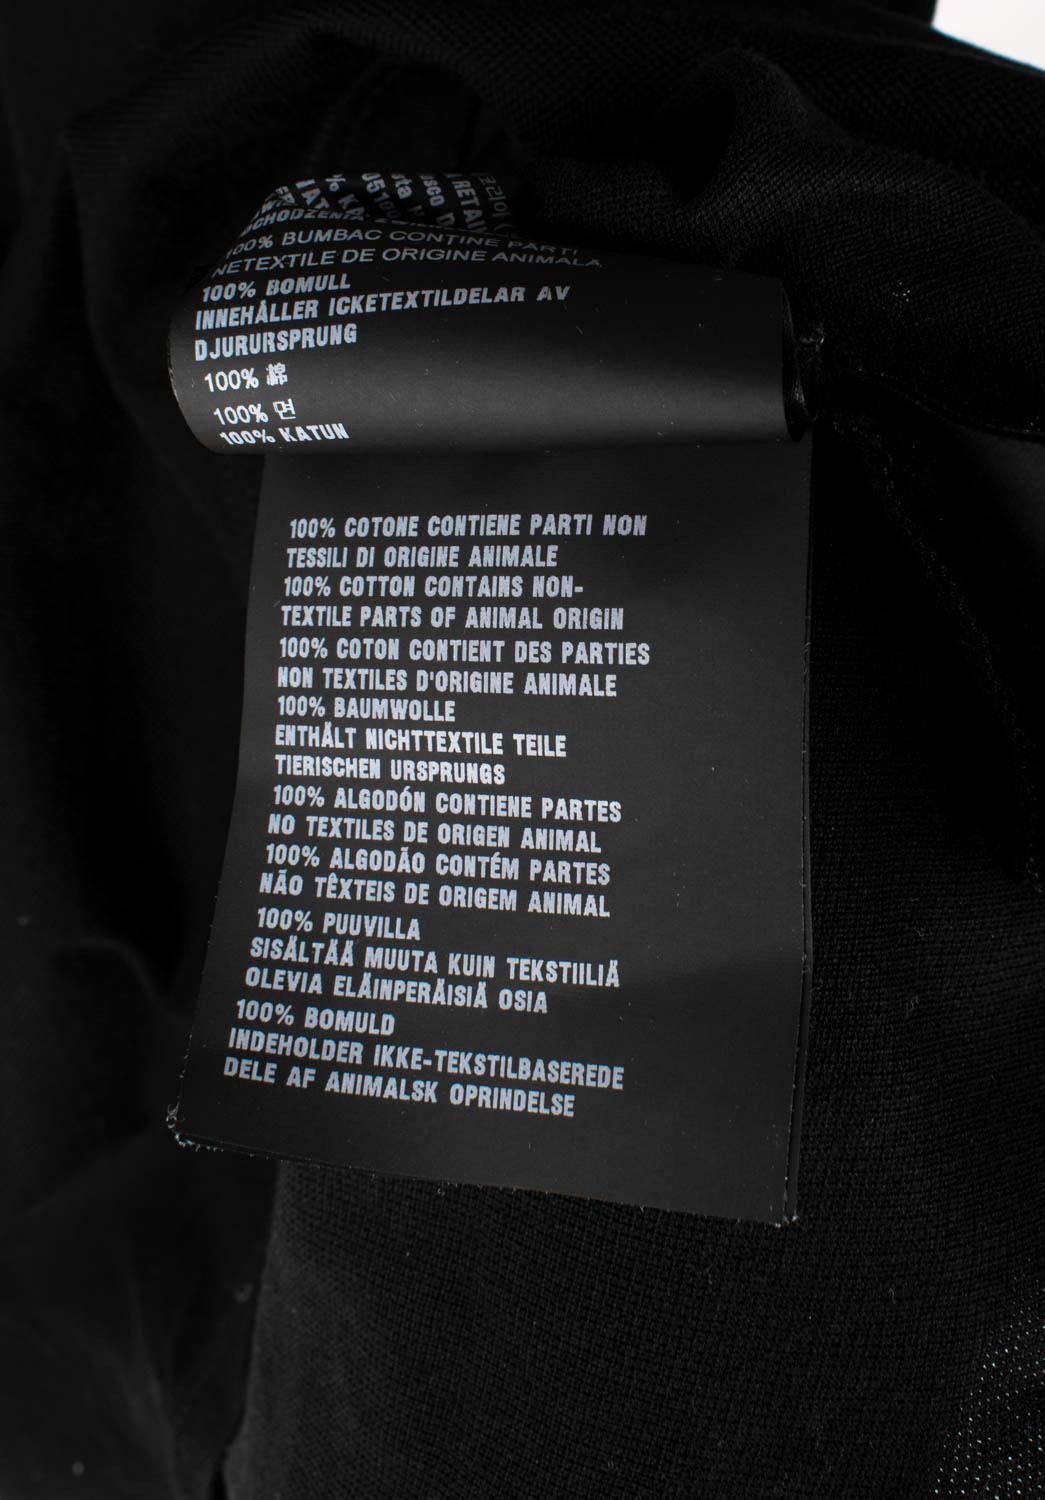 100% BUMBAC CONȚINE PARTI
NETEXTILE DE ORIGINE ANIMALA
100% BOMULL
INNEHÅLLER ICKETEXTILDELAR AV
DJURURSPRUNG
100% 棉
100% 면
100% KATUN
100% COTONE CONTIENE PARTI NON
TESSILI DI ORIGINE ANIMALE
100% COTTON CONTAINS NON-
TEXTILE PARTS OF ANIMAL ORIGIN
100% COTON CONTIENT DES PARTIES
NON TEXTILES D'ORIGINE ANIMALE
100% BAUMWOLLE
ENTHÄLT NICHTTEXTILE TEILE
TIERISCHEN URSPRUNGS
100% ALGODÓN CONTIENE PARTES
NO TEXTILES DE ORIGEN ANIMAL
100% ALGODÃO CONTÉM PARTES
NÃO TÊXTEIS DE ORIGEM ANIMAL
100% PUUVILLA
SISÄLTÄÄ MUUTA KUIN TEKSTIILIÄ
OLEVIA ELÄINPERÄISIÄ OSIA
100% BOMULD
INDEHOLDER IKKE-TEKSTILBASEREDE
DELE AF ANIMALSK OPRINDELSE